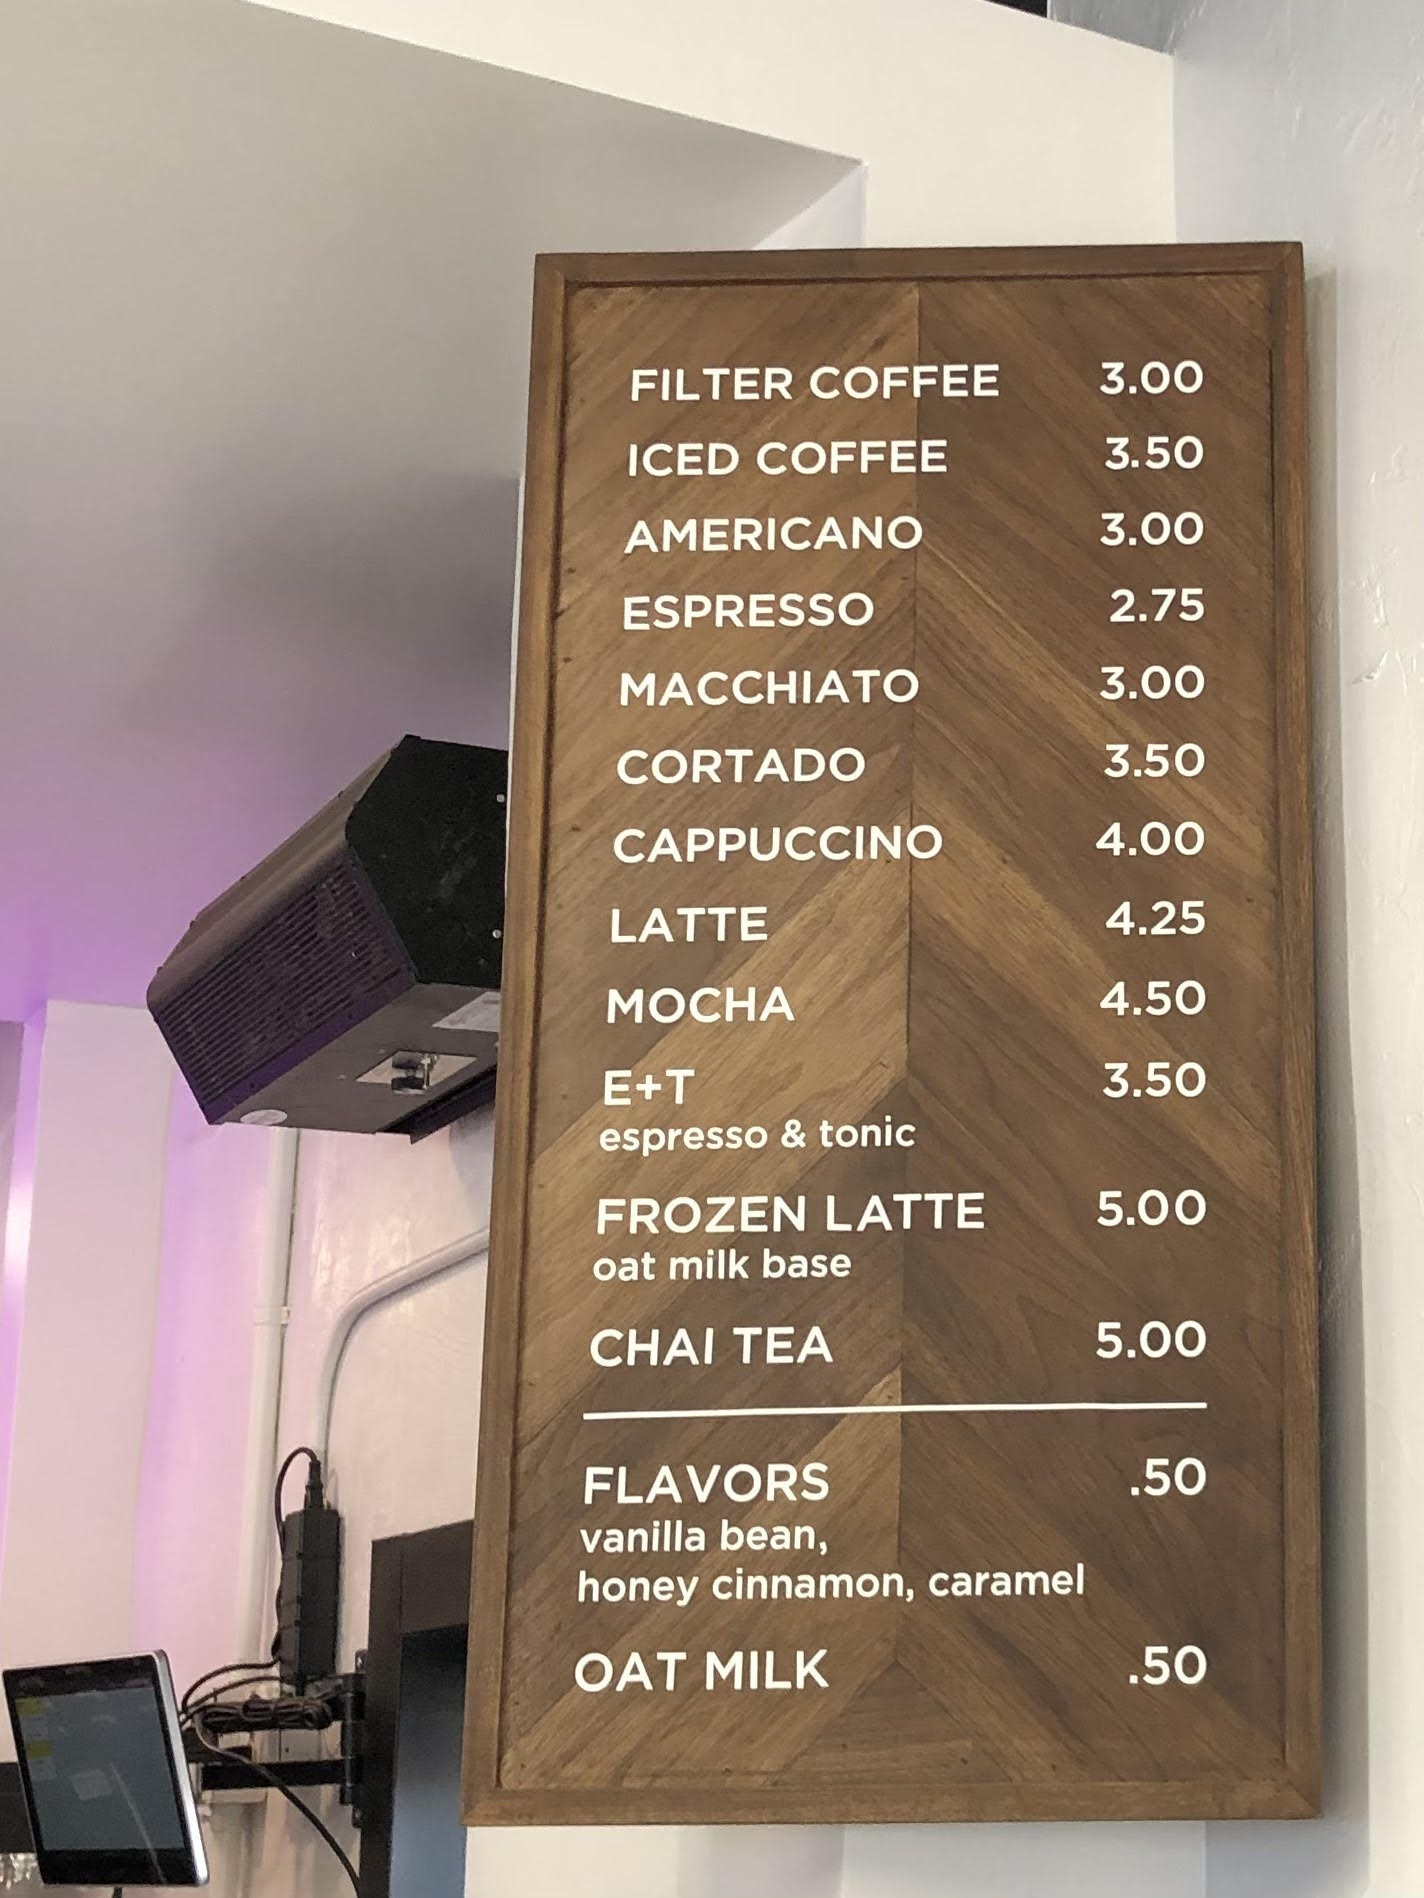 FILTER COFFEE 3.00
ICED COFFEE 3.50
AMERICANO 3.00
ESPRESSO 2.75
MACCHIATO 3.00
CORTADO 3.50
CAPPUCCINO 4.00
LATTE 4.25
MOCHA 4.50
E+T 3.50
espresso & tonic
FROZEN LATTE 5.00
oat milk base
CHAI TEA 5.00
FLAVORS .50
vanilla bean,
honey cinnamon, caramel
OAT MILK .50